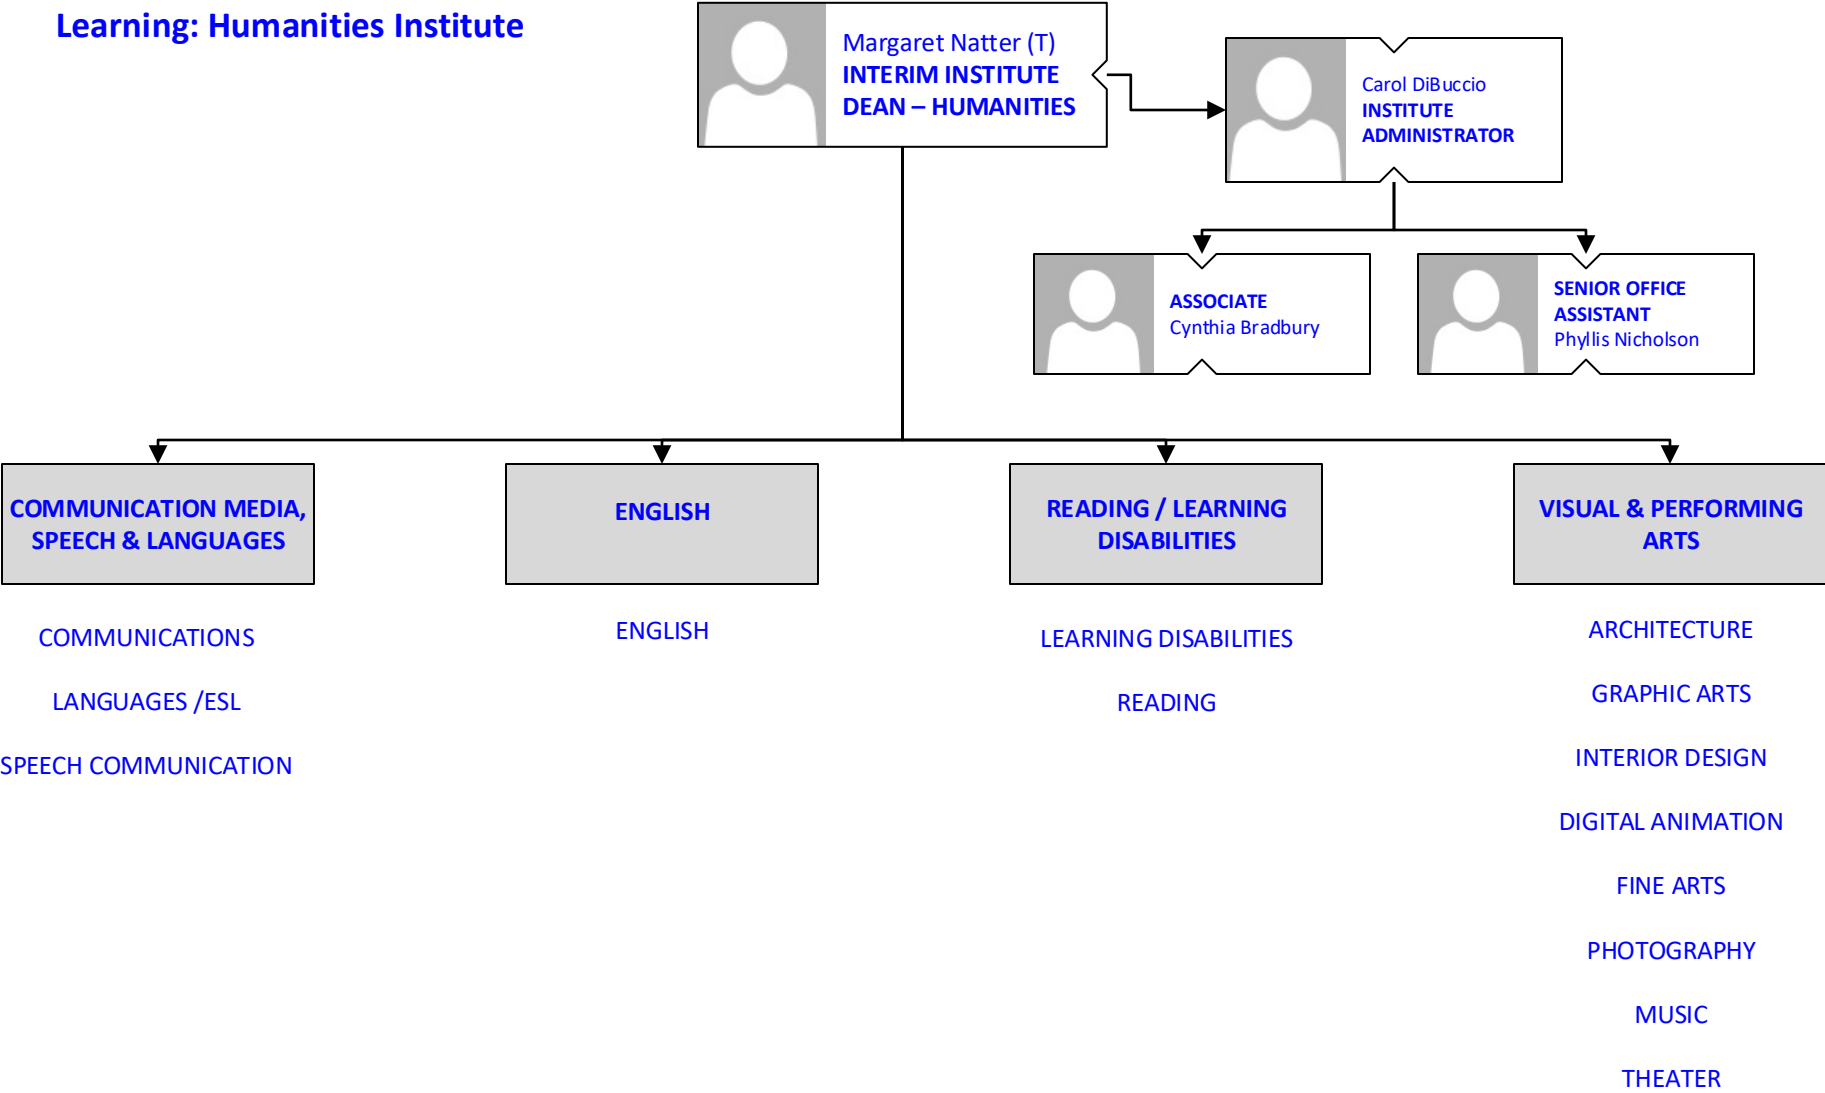 Learning: Humanities Institute
Margaret Natter (T)
INTERIM INSTITUTE
DEAN – HUMANITIES
Carol DiBuccio
INSTITUTE
ADMINISTRATOR
ASSOCIATE
Cynthia Bradbury
SENIOR OFFICE
ASSISTANT
Phyllis Nicholson
COMMUNICATION MEDIA,
SPEECH & LANGUAGES
COMMUNICATIONS
LANGUAGES /ESL
SPEECH COMMUNICATION
ENGLISH
ENGLISH
READING / LEARNING
DISABILITIES
LEARNING DISABILITIES
READING
VISUAL & PERFORMING
ARTS
ARCHITECTURE
GRAPHIC ARTS
INTERIOR DESIGN
DIGITAL ANIMATION
FINE ARTS
PHOTOGRAPHY
MUSIC
THEATER